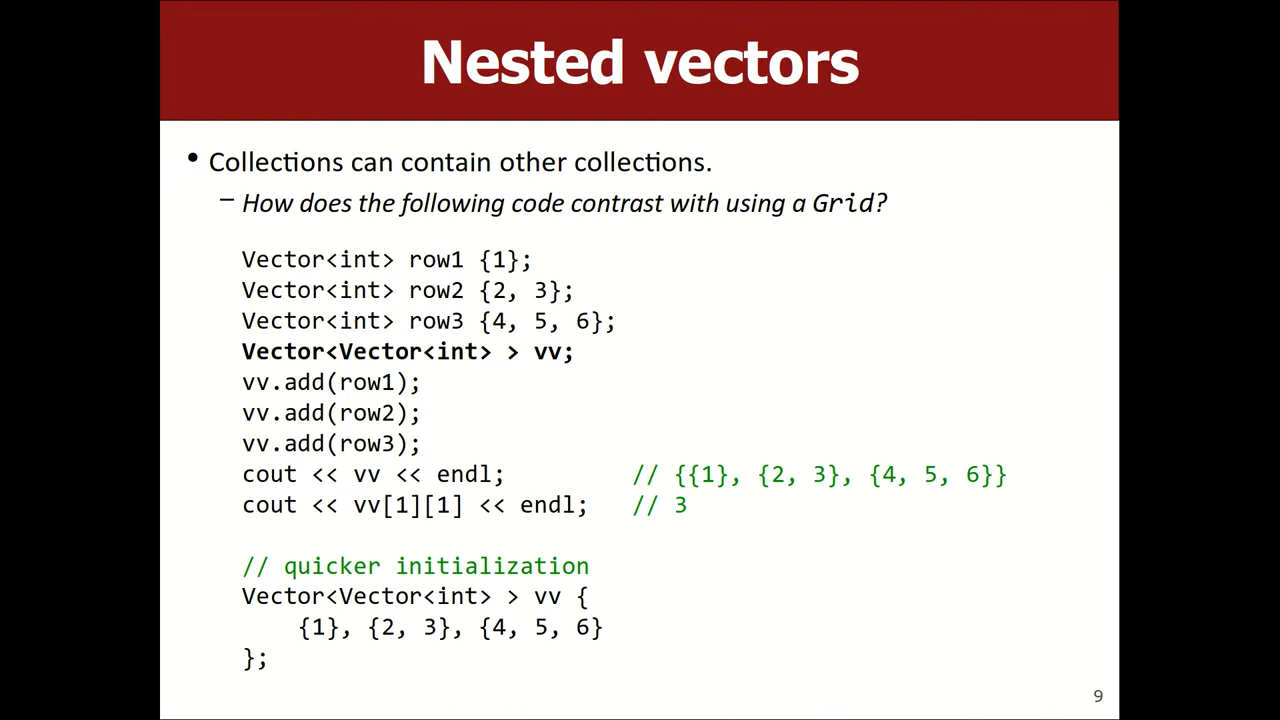 Nested vectors
• Collections can contain other collections.
– How does the following code contrast with using a Grid?
Vector<int> row1 {1};
Vector<int> row2 {2, 3};
Vector<int> row3 {4, 5, 6};
Vector<Vector<int> > vv;
vv.add(row1);
vv.add(row2);
vv.add(row3);
cout << vv << endl; // {{1}, {2, 3}, {4, 5, 6}}
cout << vv[1][1] << endl; // 3
// quicker initialization
Vector<Vector<int> > vv {
{1}, {2, 3}, {4, 5, 6}
};
9